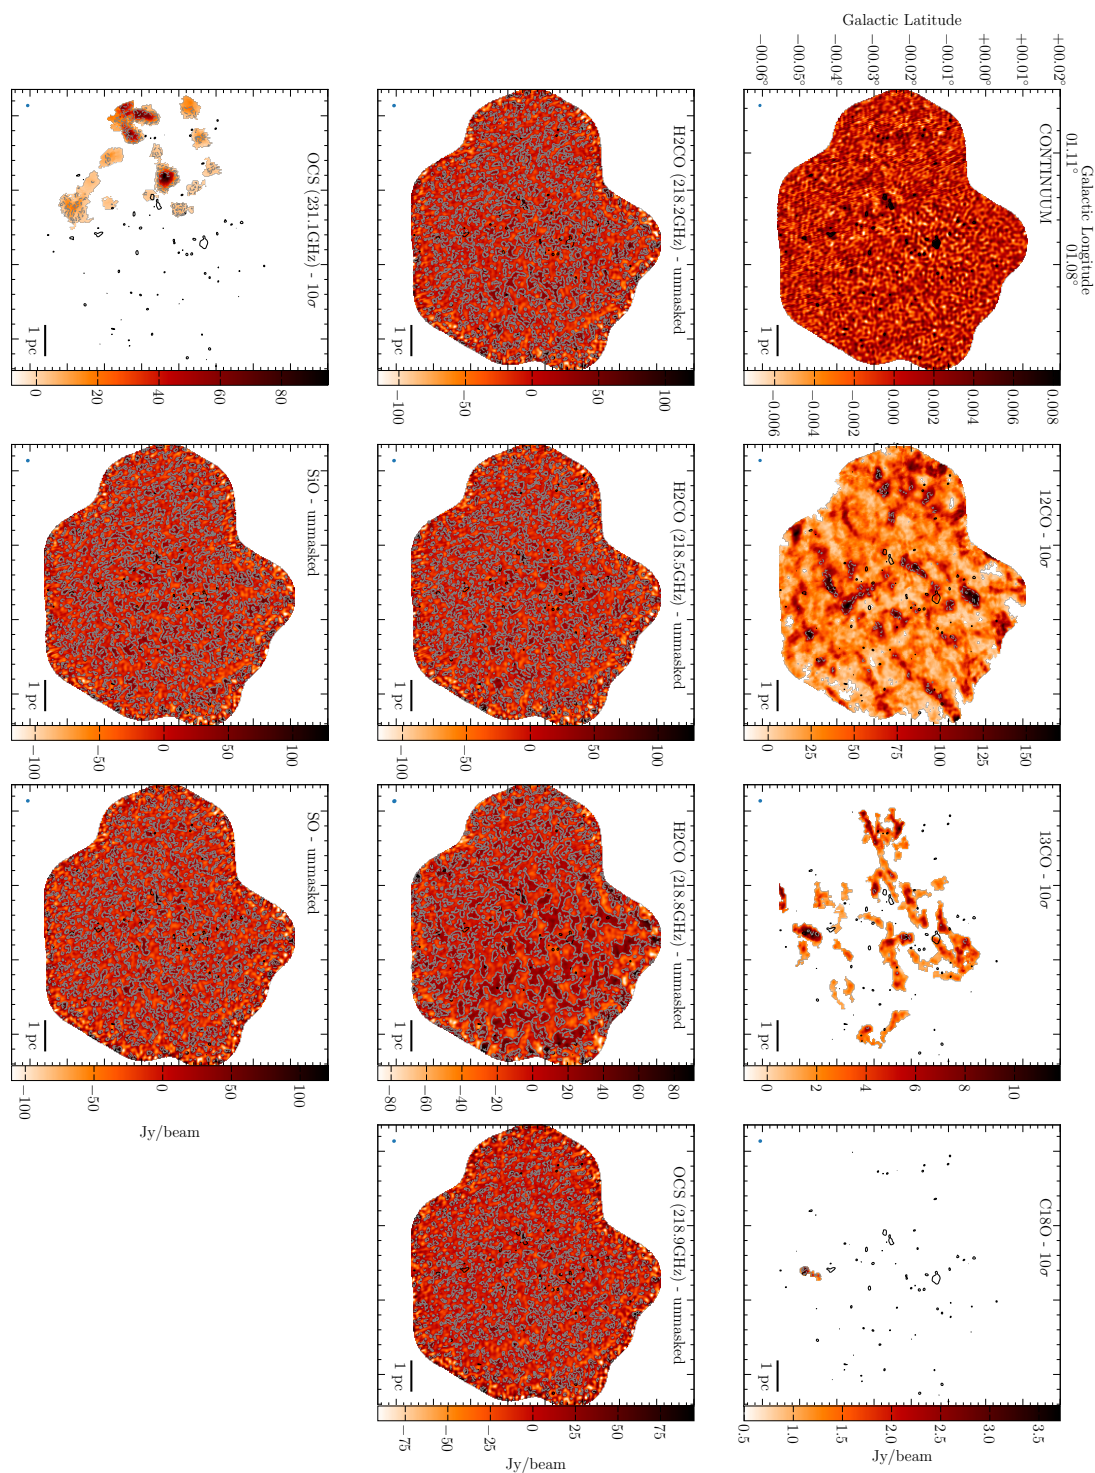 Galactic Longitude
01.11°
01.08°
Galactic Latitude
+00.02°
+00.01°
+00.00°
−00.01°
−00.02°
−00.03°
−00.04°
−00.05°
−00.06°
CONTINUUM
1 pc
0.008
0.006
0.004
0.002
0.000
−0.002
−0.004
−0.006
12CO - 10σ
1 pc
150
125
100
75
50
25
0
13CO - 10σ
1 pc
10
8
6
4
2
0
C18O - 10σ
1 pc
3.5
3.0
2.5
2.0
1.5
1.0
0.5
Jy/beam
H2CO (218.2GHz) - unmasked
1 pc
100
50
0
−50
−100
H2CO (218.5GHz) - unmasked
1 pc
100
50
0
−50
−100
H2CO (218.8GHz) - unmasked
1 pc
80
60
40
20
0
−20
−40
−60
−80
OCS (218.9GHz) - unmasked
1 pc
75
50
25
0
−25
−50
−75
Jy/beam
OCS (231.1GHz) - 10σ
1 pc
80
60
40
20
0
SiO - unmasked
1 pc
100
50
0
−50
−100
SO - unmasked
1 pc
100
50
0
−50
−100
Jy/beam